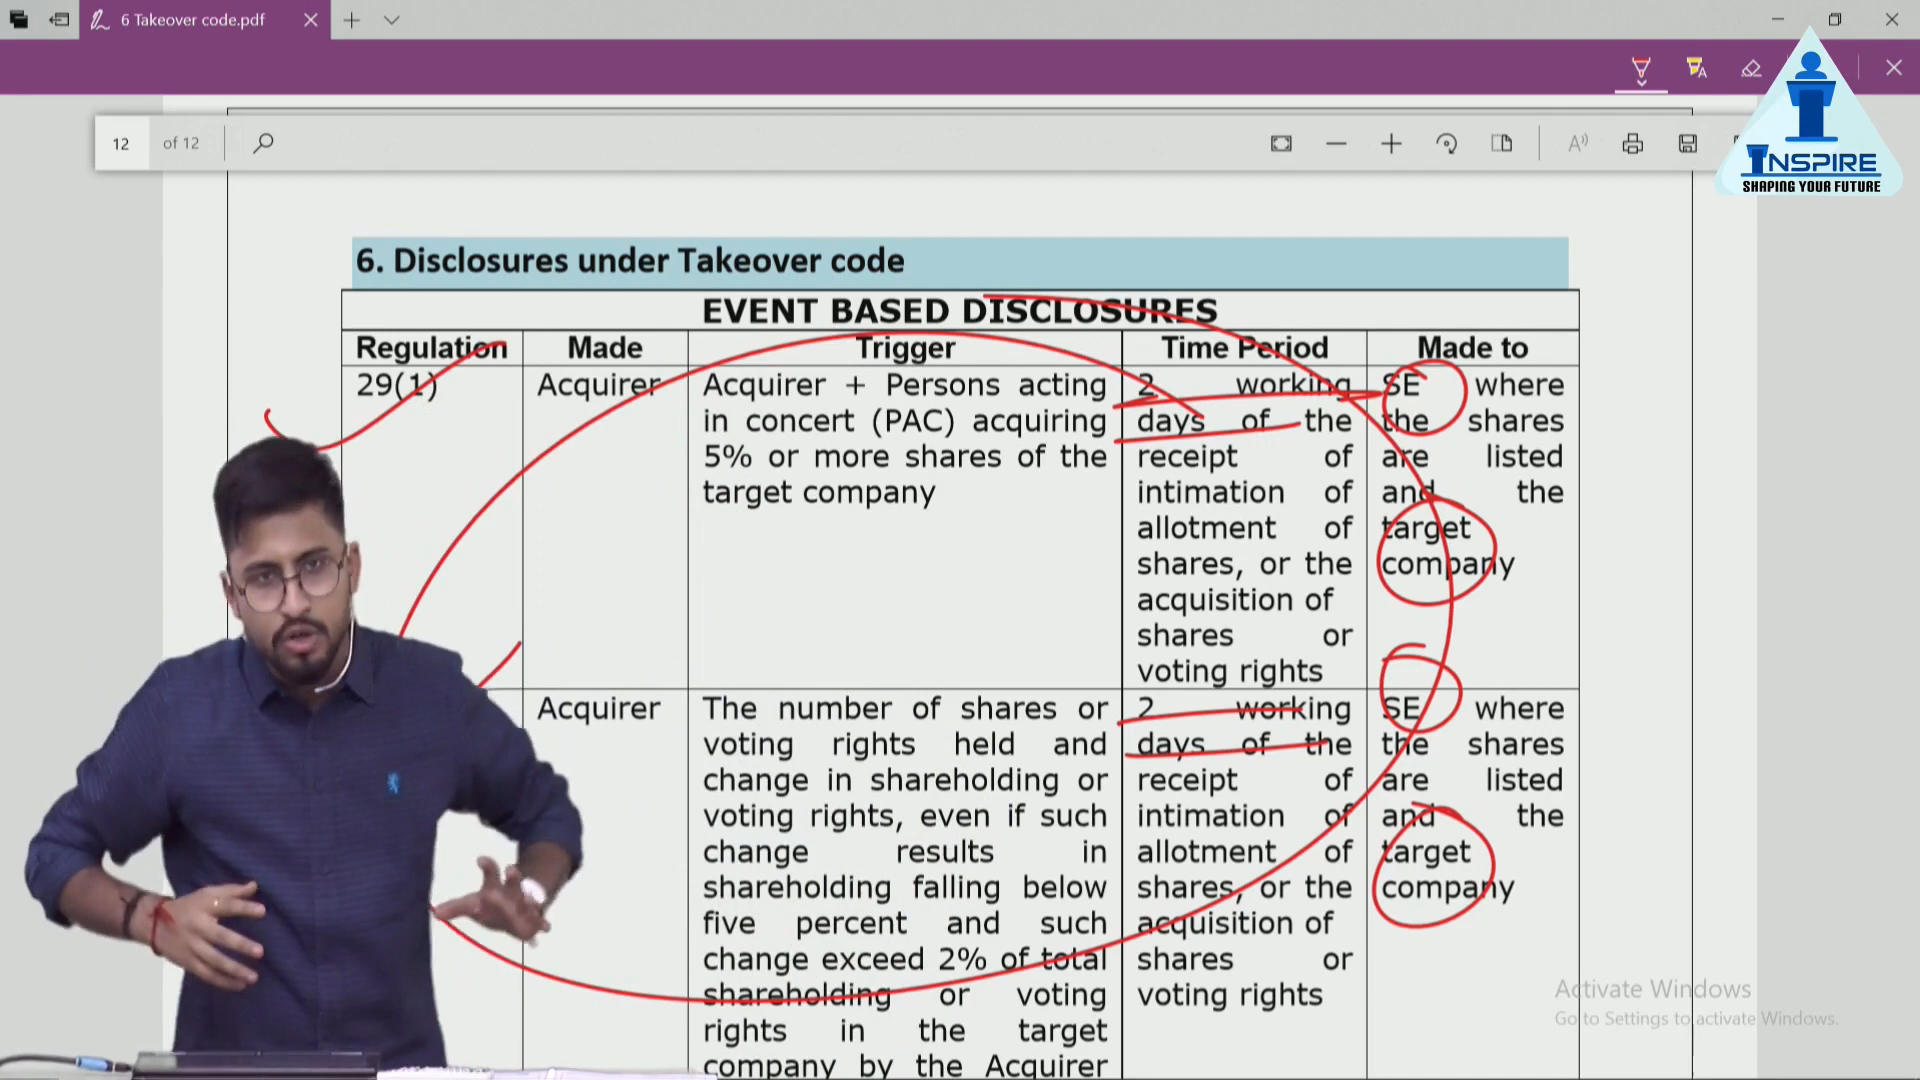 6 Takeover code.pdf
12 of 12
INSPIRE
SHAPING YOUR FUTURE
6. Disclosures under Takeover code
EVENT BASED DISCLOSURES
Regulation Made Trigger Time Period Made to
29(1) Acquirer Acquirer + Persons acting 2 working SE where
in concert (PAC) acquiring days of the the shares
5% or more shares of the receipt of are listed
target company intimation of and the
allotment of target
shares, or the company
acquisition of
shares or
voting rights
Acquirer The number of shares or 2 working SE where
voting rights held and days of the the shares
change in shareholding or receipt of are listed
voting rights, even if such intimation of and the
change results in allotment of target
shareholding falling below shares, or the company
five percent and such acquisition of
change exceed 2% of total shares or
shareholding or voting voting rights
rights in the target
company by the Acquirer
Activate Windows
Go to Settings to activate Windows.